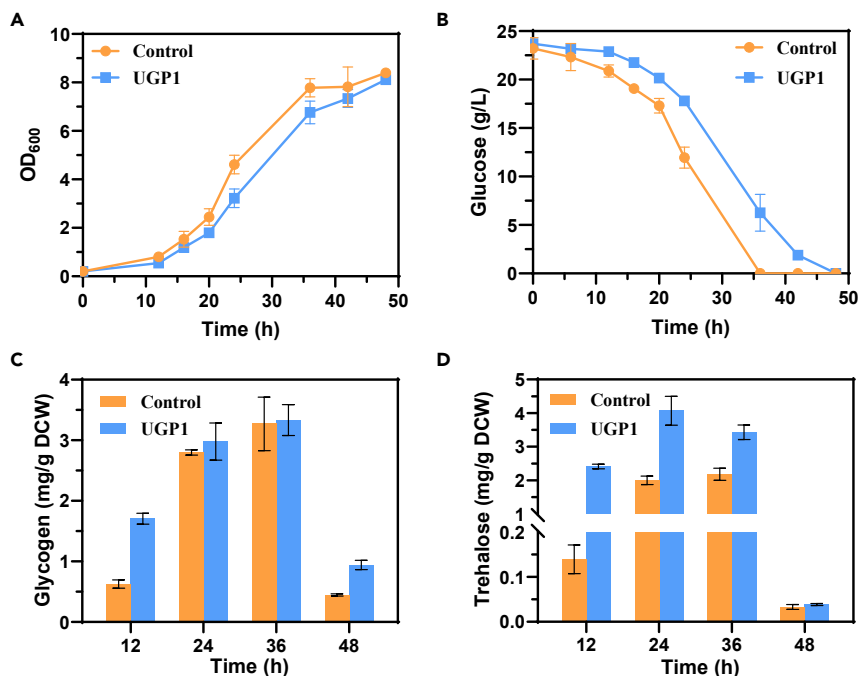 A
Control
UGP1
OD600
10
8
6
4
2
0
0 10 20 30 40 50
Time (h)
B
Control
UGP1
Glucose (g/L)
25
20
15
10
5
0
0 10 20 30 40 50
Time (h)
C
Control
UGP1
Glycogen (mg/g DCW)
4
3
2
1
0
12 24 36 48
Time (h)
D
Control
UGP1
Trehalose (mg/g DCW)
5
4
3
2
1
0.2
0.1
0.0
12 24 36 48
Time (h)